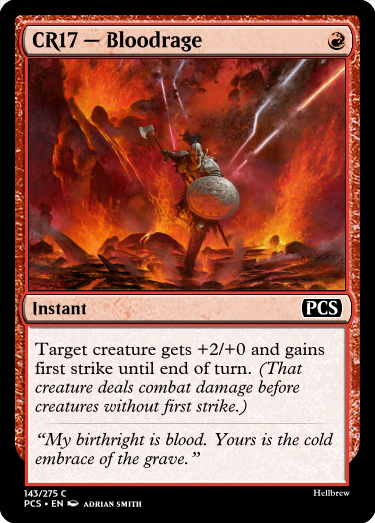 CR17 — Bloodrage
Instant
PCS
Target creature gets +2/+0 and gains
first strike until end of turn. (That
creature deals combat damage before
creatures without first strike.)
“My birthright is blood. Yours is the cold
embrace of the grave.”
143/275 C
Hellbrew
PCS • EN ADRIAN SMITH